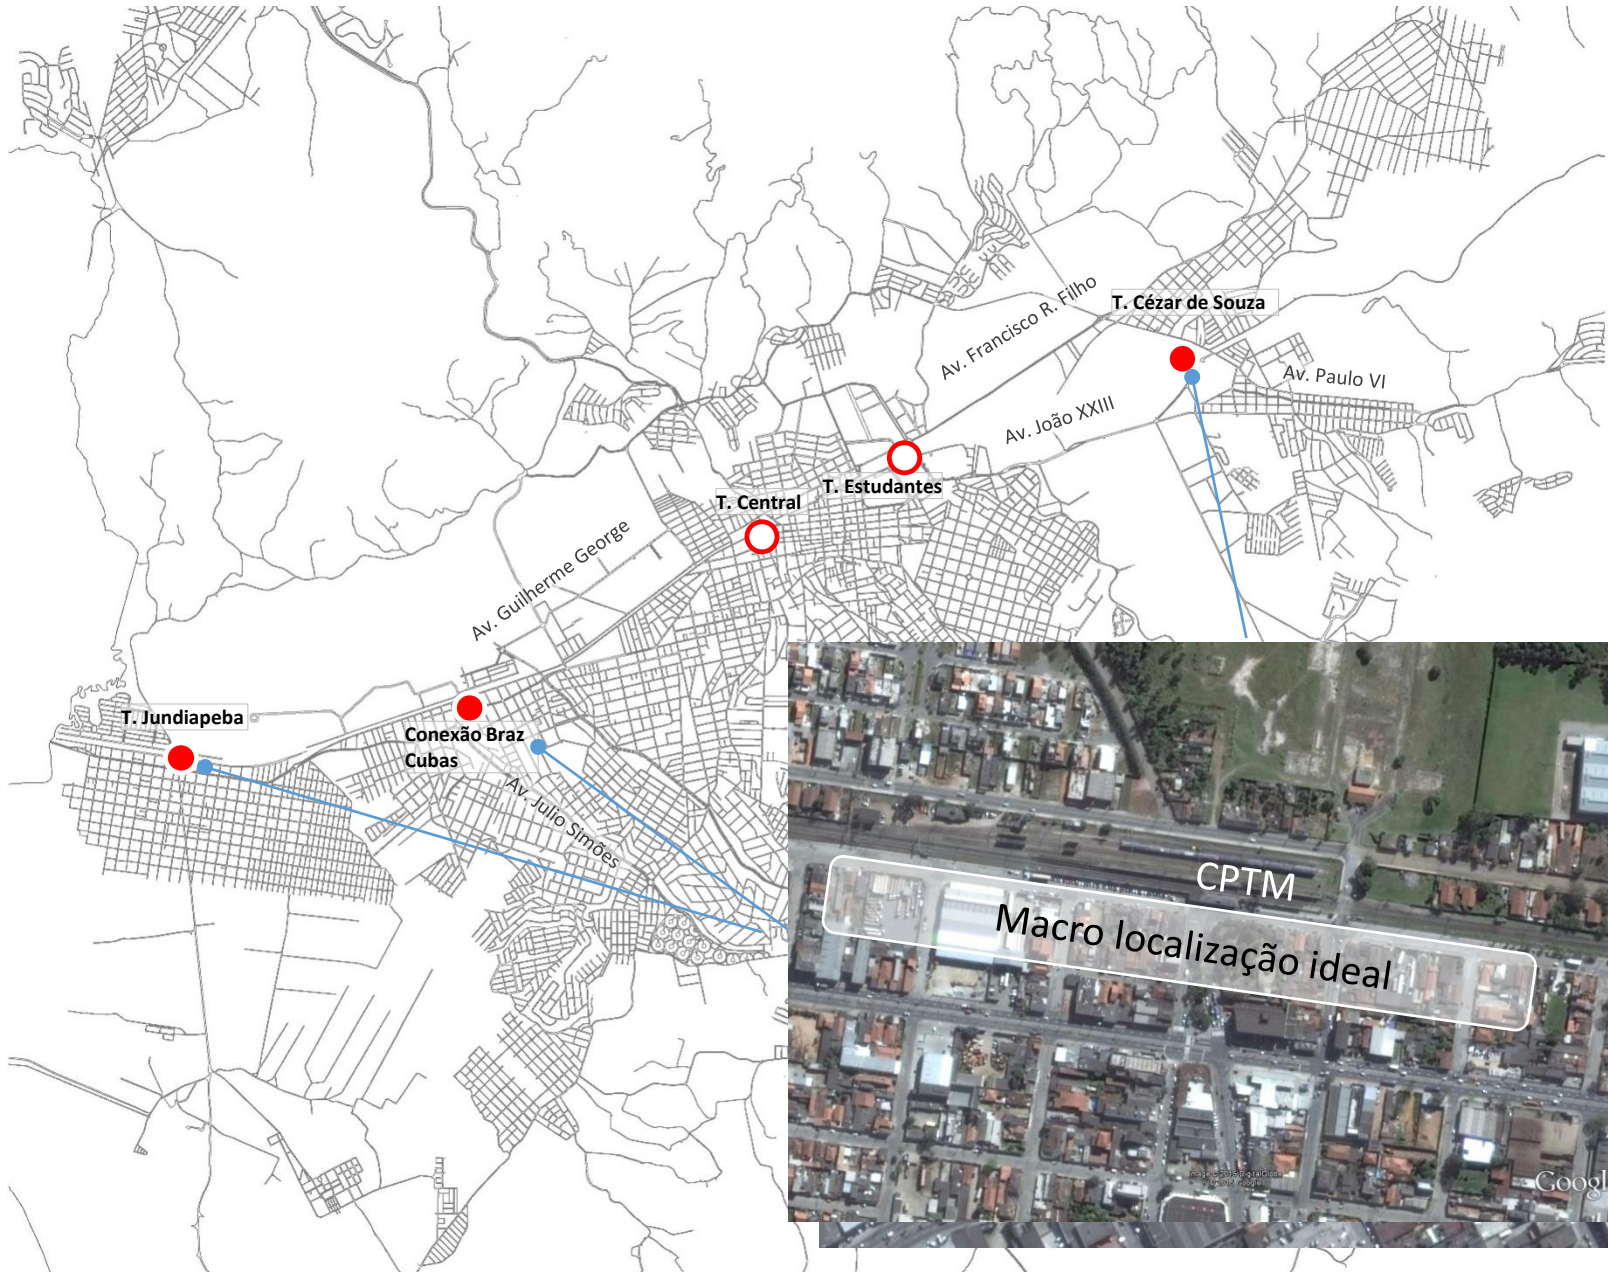 Av. Francisco R. Filho
T. Cézar de Souza
Av. Paulo VI
Av. João XXIII
T. Estudantes
T. Central
Av. Guilherme George
T. Jundiapeba
Conexão Braz
Cubas
Av. Julio Simões
CPTM
Macro localização ideal